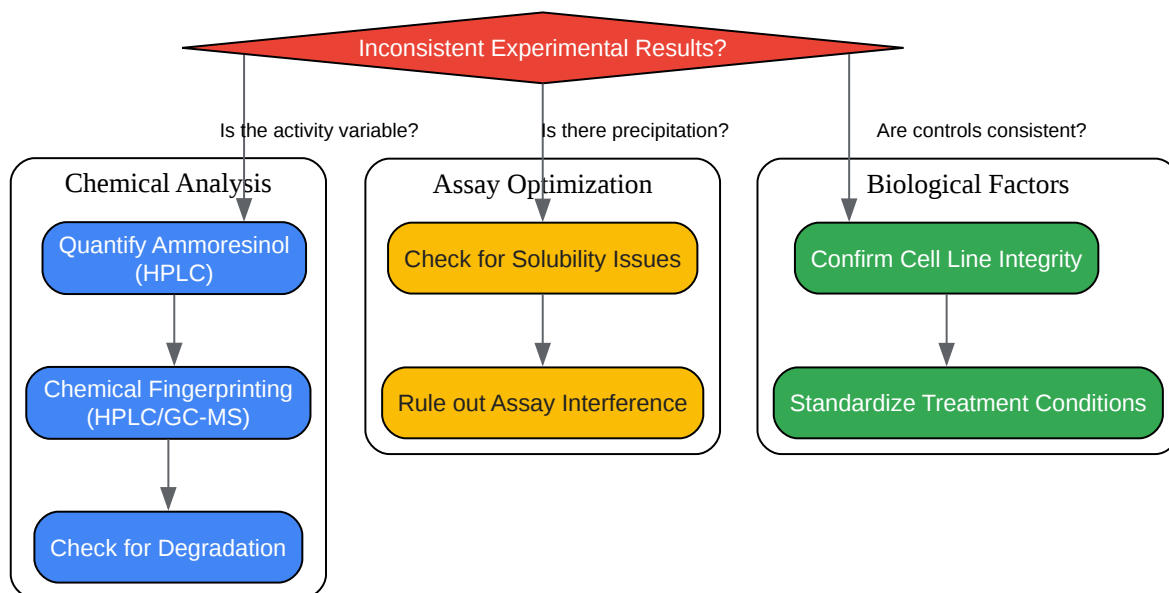 Inconsistent Experimental Results?
Is the activity variable?
Is there precipitation?
Are controls consistent?
Chemical Analysis
Quantify Ammoresinol
(HPLC)
Chemical Fingerprinting
(HPLC/GC-MS)
Check for Degradation
Assay Optimization
Check for Solubility Issues
Rule out Assay Interference
Biological Factors
Confirm Cell Line Integrity
Standardize Treatment Conditions